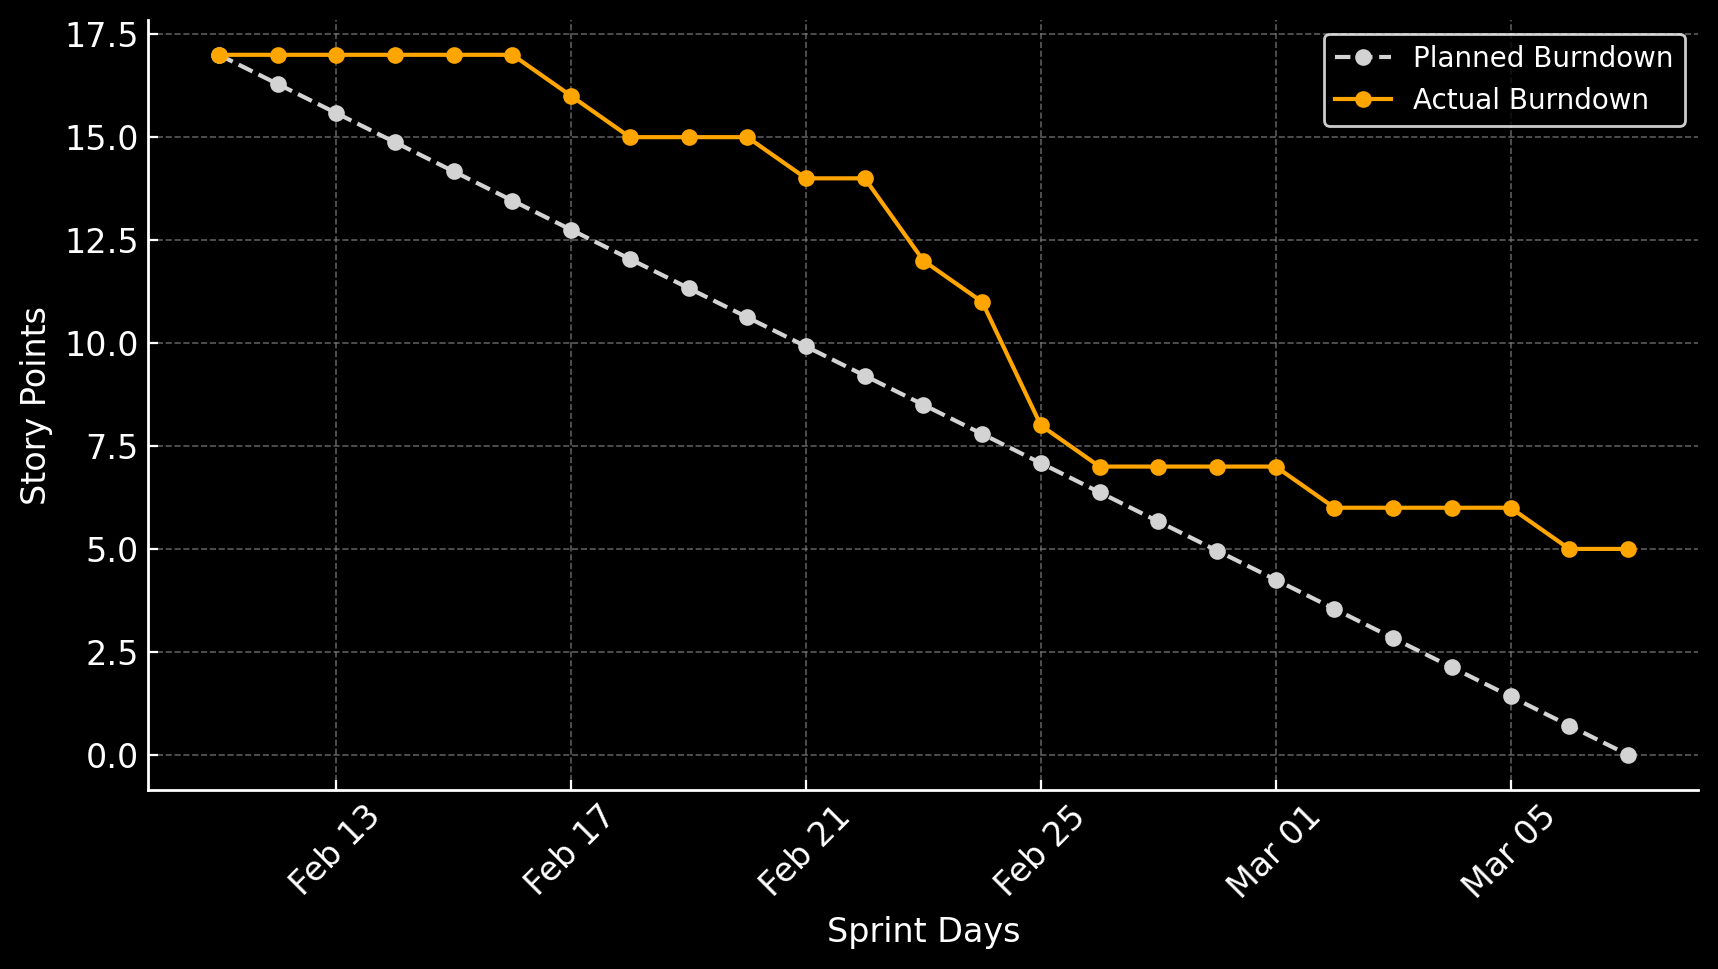 17.5
15.0
12.5
10.0
7.5
5.0
2.5
0.0
Story Points
Planned Burndown
Actual Burndown
Feb 13
Feb 17
Feb 21
Feb 25
Mar 01
Mar 05
Sprint Days